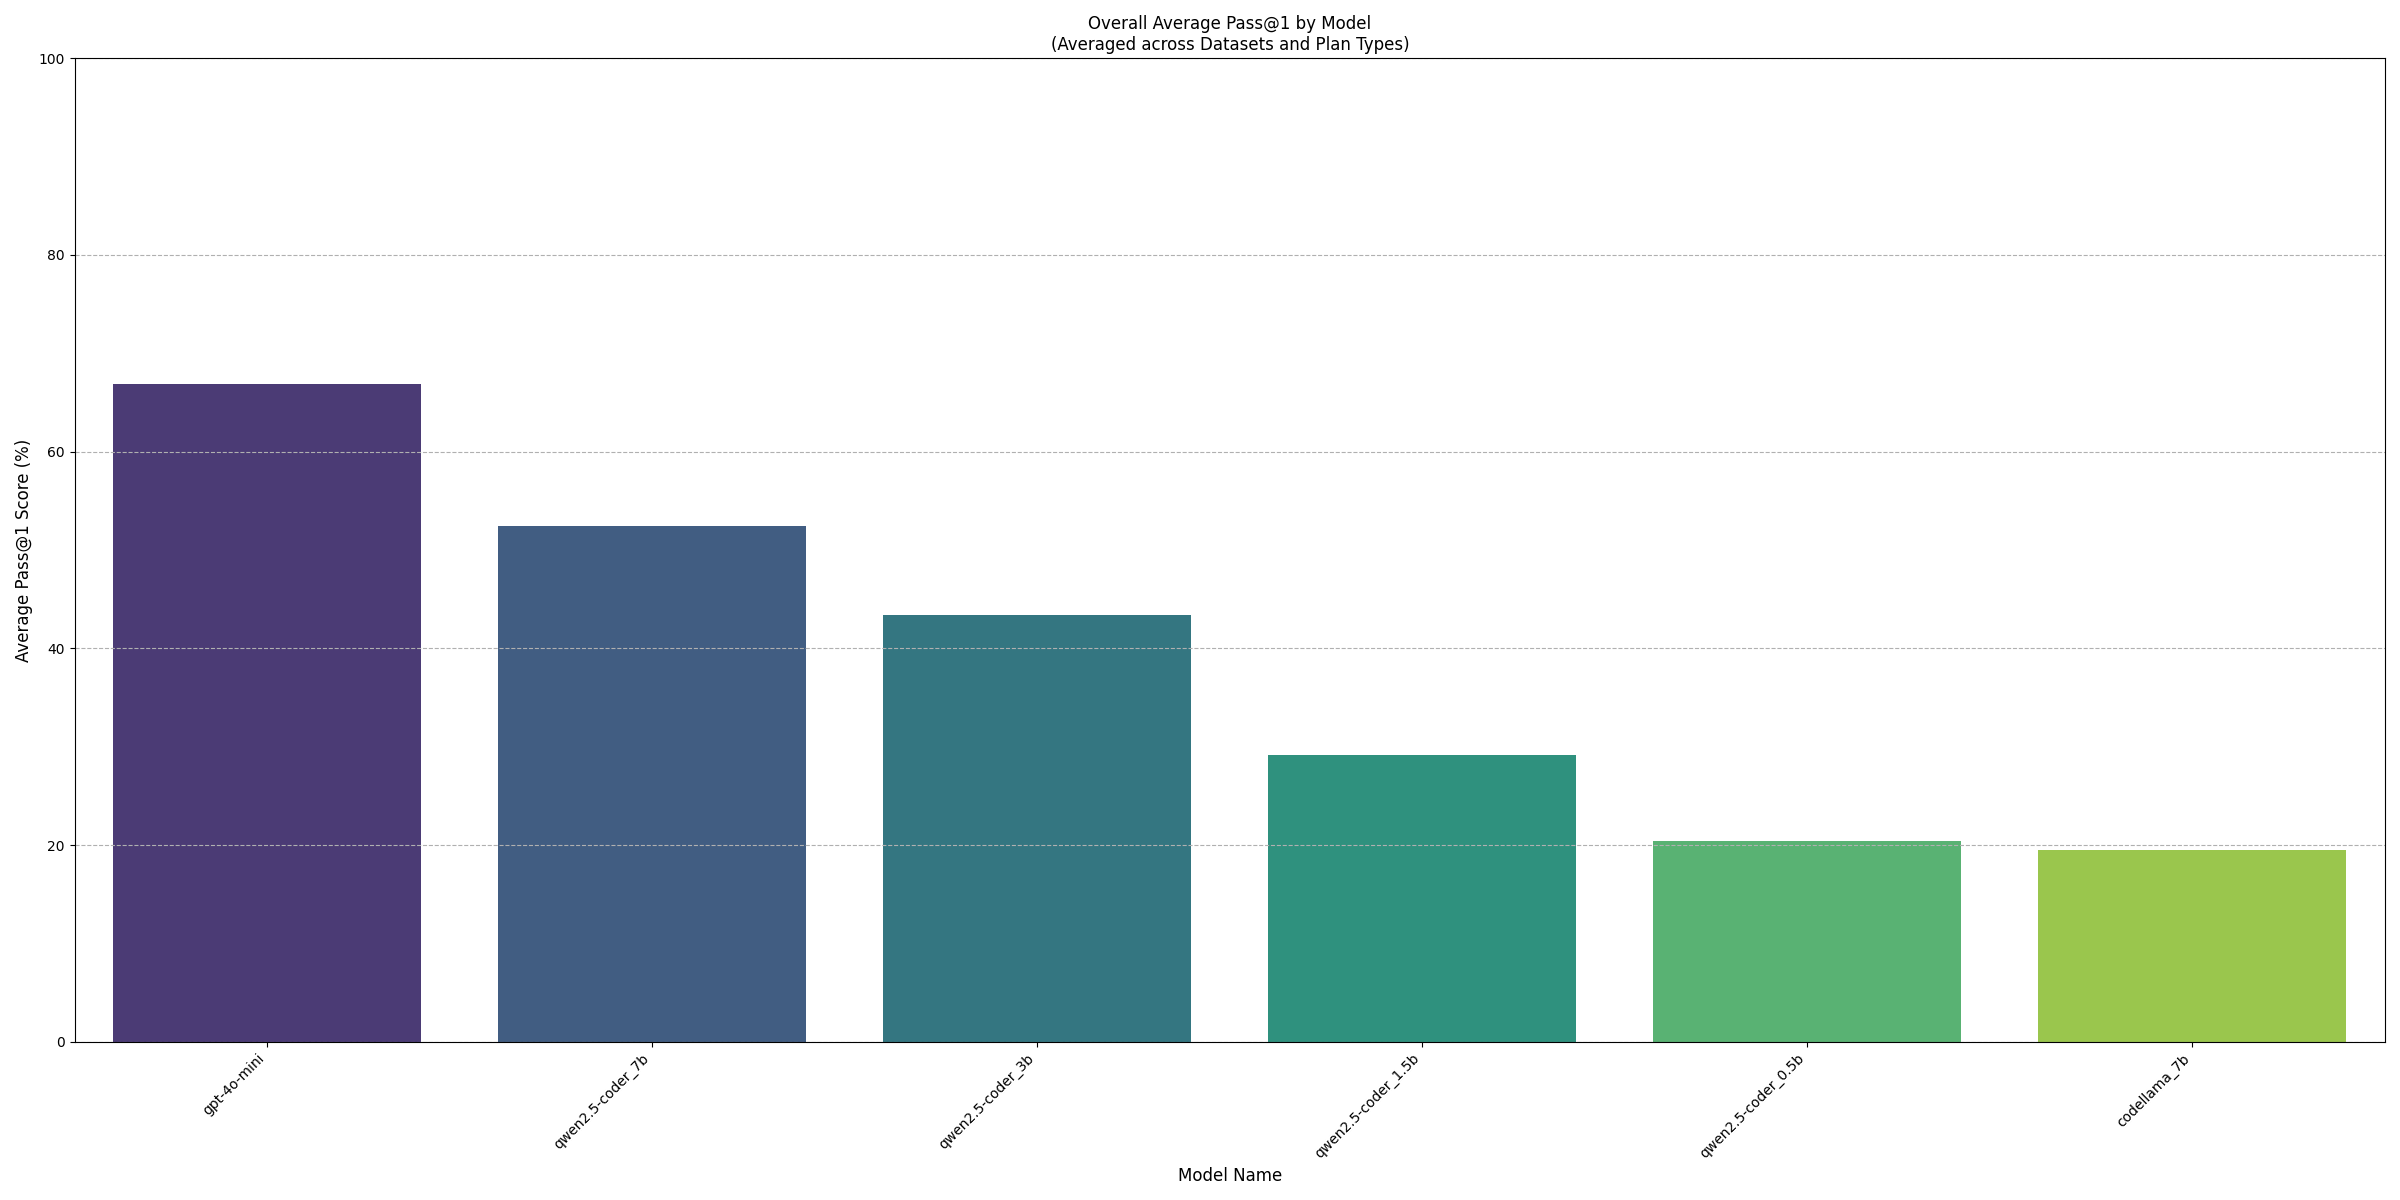 Overall Average Pass@1 by Model
(Averaged across Datasets and Plan Types)
Average Pass@1 Score (%)
100
80
60
40
20
0
gpt-4o-mini
qwen2.5-coder_7b
qwen2.5-coder_3b
qwen2.5-coder_1.5b
qwen2.5-coder_0.5b
codellama_7b
Model Name